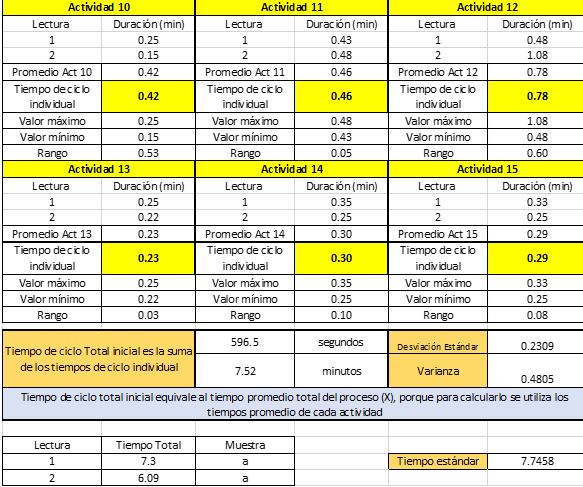 Actividad 10 Actividad 11 Actividad 12
Lectura Duración (min) Lectura Duración (min) Lectura Duración (min)
1 0.25 1 0.43 1 0.48
2 0.15 2 0.48 2 1.08
Promedio Act 10 0.42 Promedio Act 11 0.46 Promedio Act 12 0.78
Tiempo de ciclo Tiempo de ciclo Tiempo de ciclo
individual 0.42 individual 0.46 individual 0.78
Valor máximo 0.25 Valor máximo 0.48 Valor máximo 1.08
Valor mínimo 0.15 Valor mínimo 0.43 Valor mínimo 0.48
Rango 0.53 Rango 0.05 Rango 0.60
Actividad 13 Actividad 14 Actividad 15
Lectura Duración (min) Lectura Duración (min) Lectura Duración (min)
1 0.25 1 0.35 1 0.33
2 0.22 2 0.25 2 0.25
Promedio Act 13 0.23 Promedio Act 14 0.30 Promedio Act 15 0.29
Tiempo de ciclo Tiempo de ciclo Tiempo de ciclo
individual 0.23 individual 0.30 individual 0.29
Valor máximo 0.25 Valor máximo 0.35 Valor máximo 0.33
Valor mínimo 0.22 Valor mínimo 0.25 Valor mínimo 0.25
Rango 0.03 Rango 0.10 Rango 0.08
Tiempo de ciclo Total inicial es la suma
de los tiempos de ciclo individual
596.5 segundos Desviación Estándar 0.2309
7.52 minutos Varianza 0.4805
Tiempo de ciclo total inicial equivale al tiempo promedio total del proceso (X), porque para calcularlo se utiliza los
tiempos promedio de cada actividad
Lectura Tiempo Total Muestra
1 7.3 a Tiempo estándar 7.7458
2 6.09 a